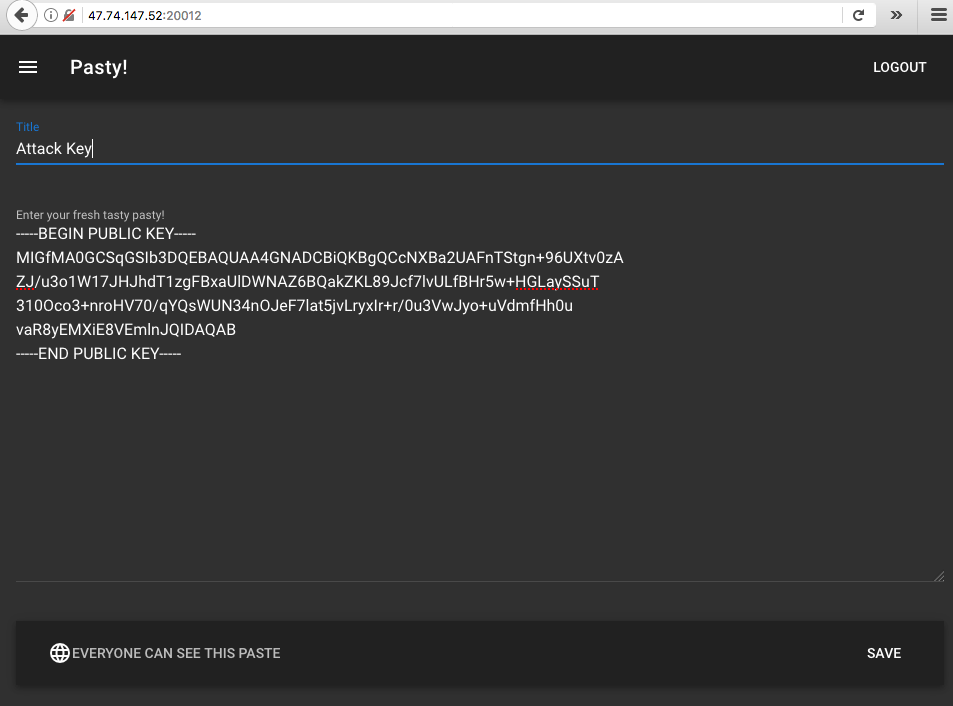 47.74.147.52:20012
Pasty!
LOGOUT
Title
Attack Key
Enter your fresh tasty pasty!
-----BEGIN PUBLIC KEY-----
MIGfMA0GCSqGSIb3DQEBAQUAA4GNADCBiQKBgQCcNXBa2UAFnTStgn+96UXtv0zA
ZJ/u3o1W17JHJhdT1zgFBxaUlDWNAZ6BQakZKL89Jcf7lvULfBHr5w+HGLaySSuT
310Oco3+nroHV70/qYQsWUN34nOJeF7lat5jvLryxIr+r/0u3VwJyo+uVdmfHh0u
vaR8yEMXiE8VEmlnJQIDAQAB
-----END PUBLIC KEY-----
EVERYONE CAN SEE THIS PASTE
SAVE